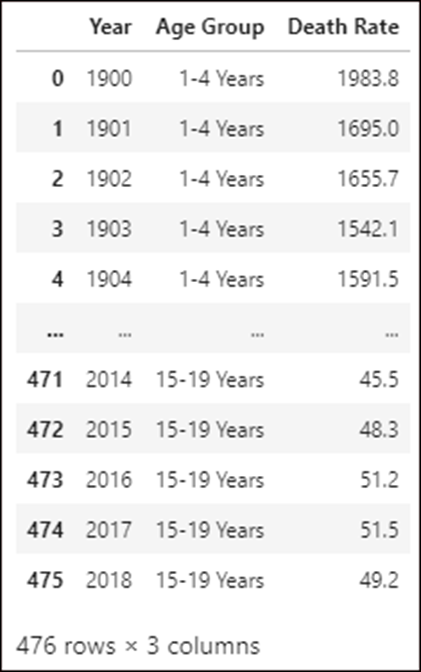 Year Age Group Death Rate
0 1900 1-4 Years 1983.8
1 1901 1-4 Years 1695.0
2 1902 1-4 Years 1655.7
3 1903 1-4 Years 1542.1
4 1904 1-4 Years 1591.5
... ... ... ...
471 2014 15-19 Years 45.5
472 2015 15-19 Years 48.3
473 2016 15-19 Years 51.2
474 2017 15-19 Years 51.5
475 2018 15-19 Years 49.2
476 rows × 3 columns